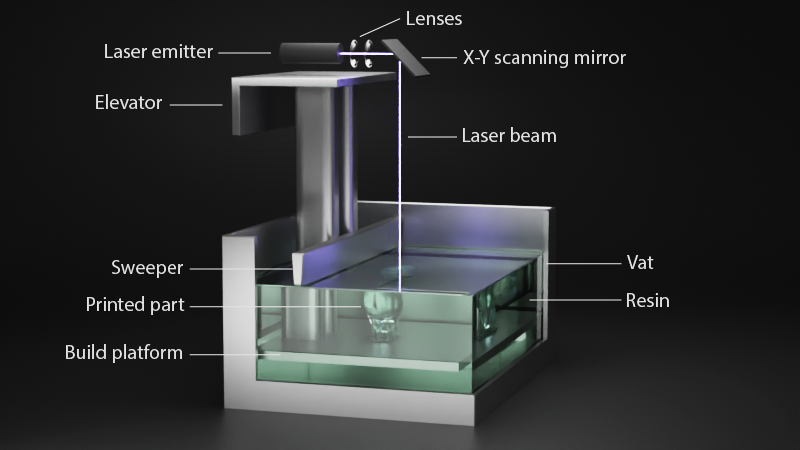 Lenses
Laser emitter
X-Y scanning mirror
Elevator
Laser beam
Sweeper
Vat
Printed part
Resin
Build platform